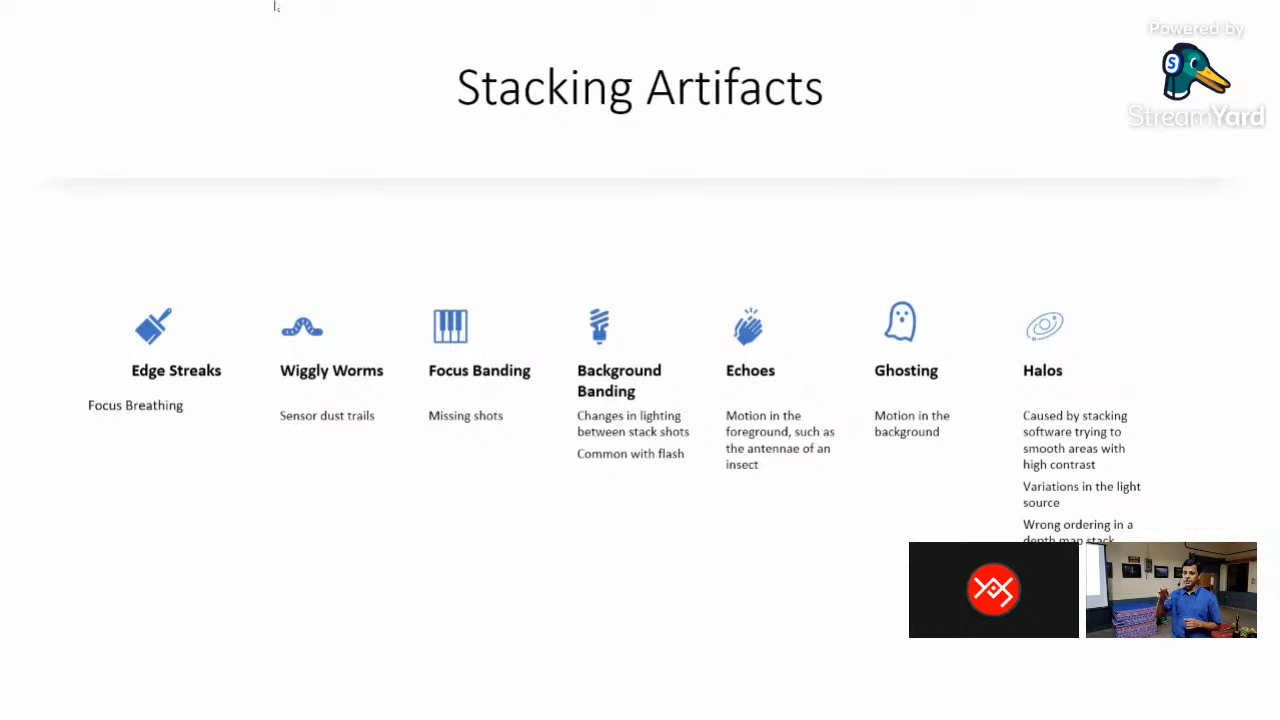 Powered by
StreamYard
Stacking Artifacts
Edge Streaks
Focus Breathing
Wiggly Worms
Sensor dust trails
Focus Banding
Missing shots
Background
Banding
Changes in lighting
between stack shots
Common with flash
Echoes
Motion in the
foreground, such as
the antennae of an
insect
Ghosting
Motion in the
background
Halos
Caused by stacking
software trying to
smooth areas with
high contrast
Variations in the light
source
Wrong ordering in a
depth map stack